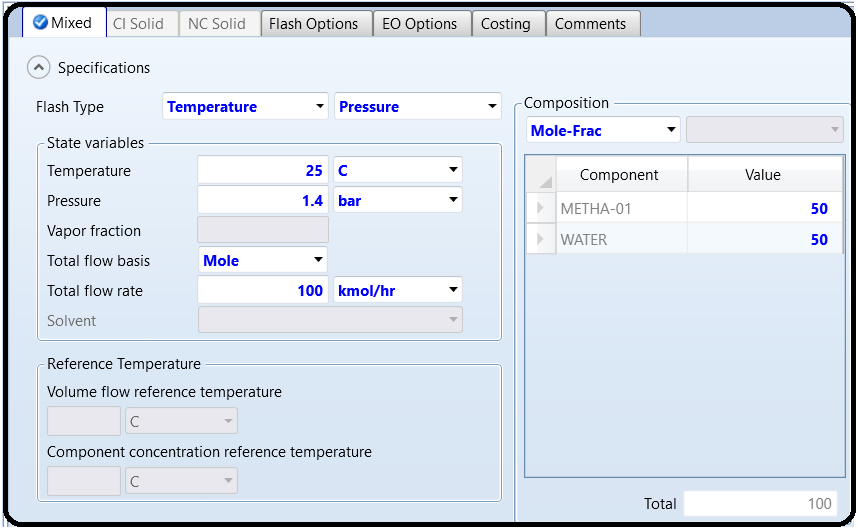 Mixed CI Solid NC Solid Flash Options EO Options Costing Comments
Specifications
Flash Type Temperature Pressure
State variables
Temperature 25 C
Pressure 1.4 bar
Vapor fraction
Total flow basis Mole
Total flow rate 100 kmol/hr
Solvent
Reference Temperature
Volume flow reference temperature
C
Component concentration reference temperature
C
Composition
Mole-Frac
Component Value
METHA-01 50
WATER 50
Total 100